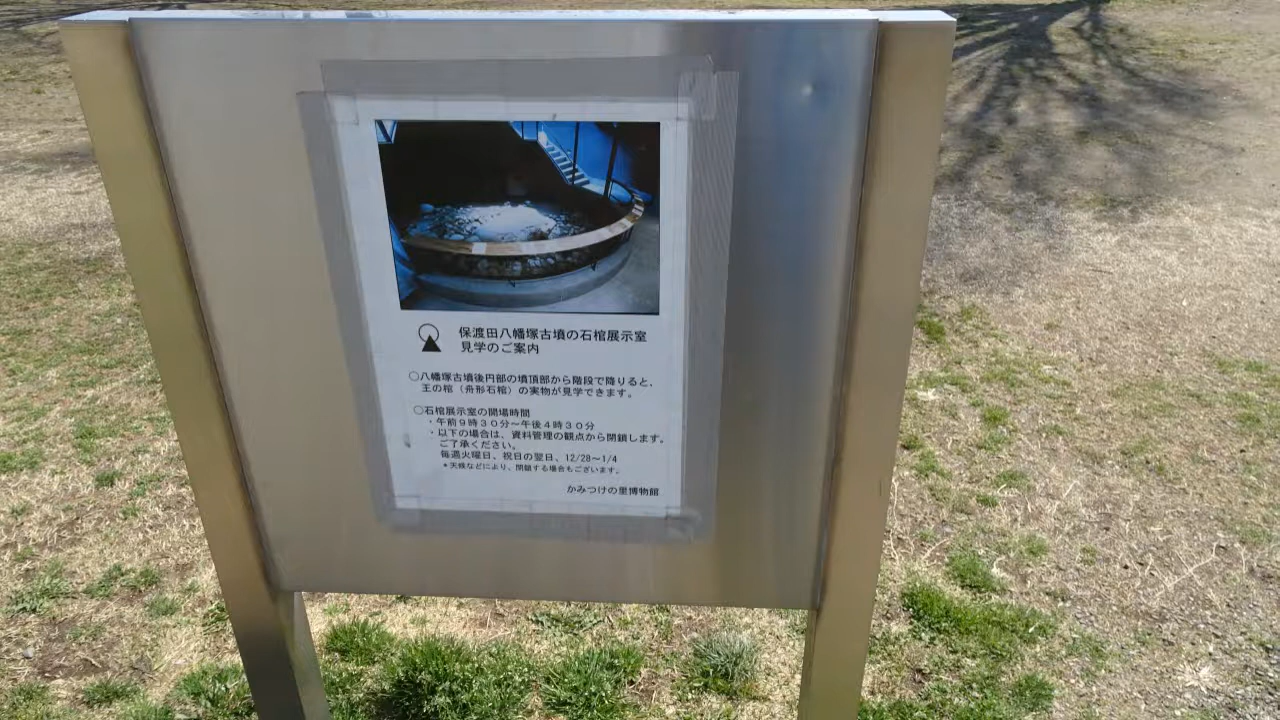 保渡田八幡塚古墳の石棺展示室
見学のご案内
○八幡塚古墳後円部の墳頂部から階段で降りると、
王の棺（舟形石棺）の実物が見学できます。
○石棺展示室の開場時間
・午前９時３０分～午後４時３０分
・以下の場合は、資料管理の観点から閉鎖します。
ご了承ください。
毎週火曜日、祝日の翌日、12/28～1/4
＊天候などにより、閉鎖する場合もございます。
かみつけの里博物館